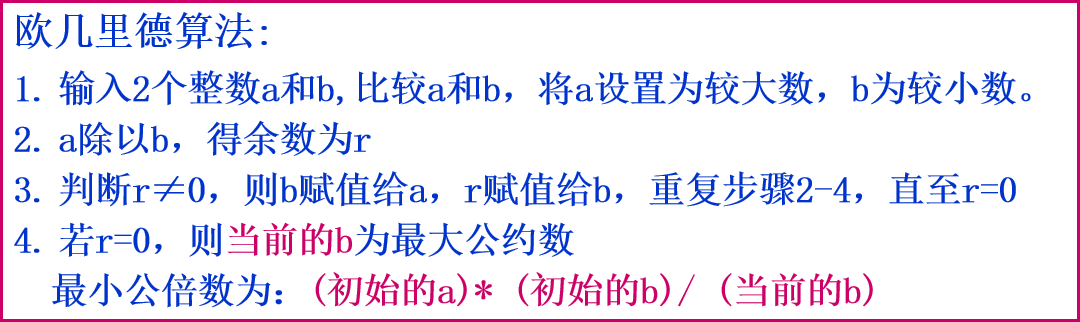 欧几里德算法:
1. 输入2个整数a和b,比较a和b，将a设置为较大数，b为较小数。
2. a除以b，得余数为r
3. 判断r≠0，则b赋值给a，r赋值给b，重复步骤2-4，直至r=0
4. 若r=0，则当前的b为最大公约数
最小公倍数为：(初始的a)* (初始的b)/ (当前的b)